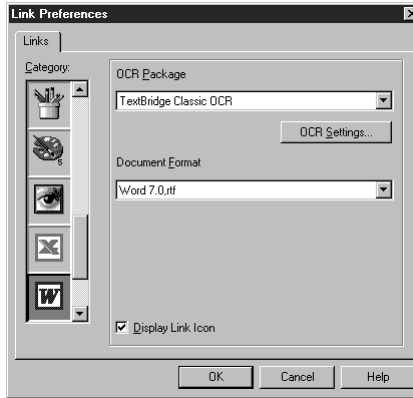 Link Preferences
Links
Category:
OCR Package
TextBridge Classic OCR
OCR Settings...
Document Format
Word 7.0,rtf
5
X
W
Display Link Icon
OK Cancel Help